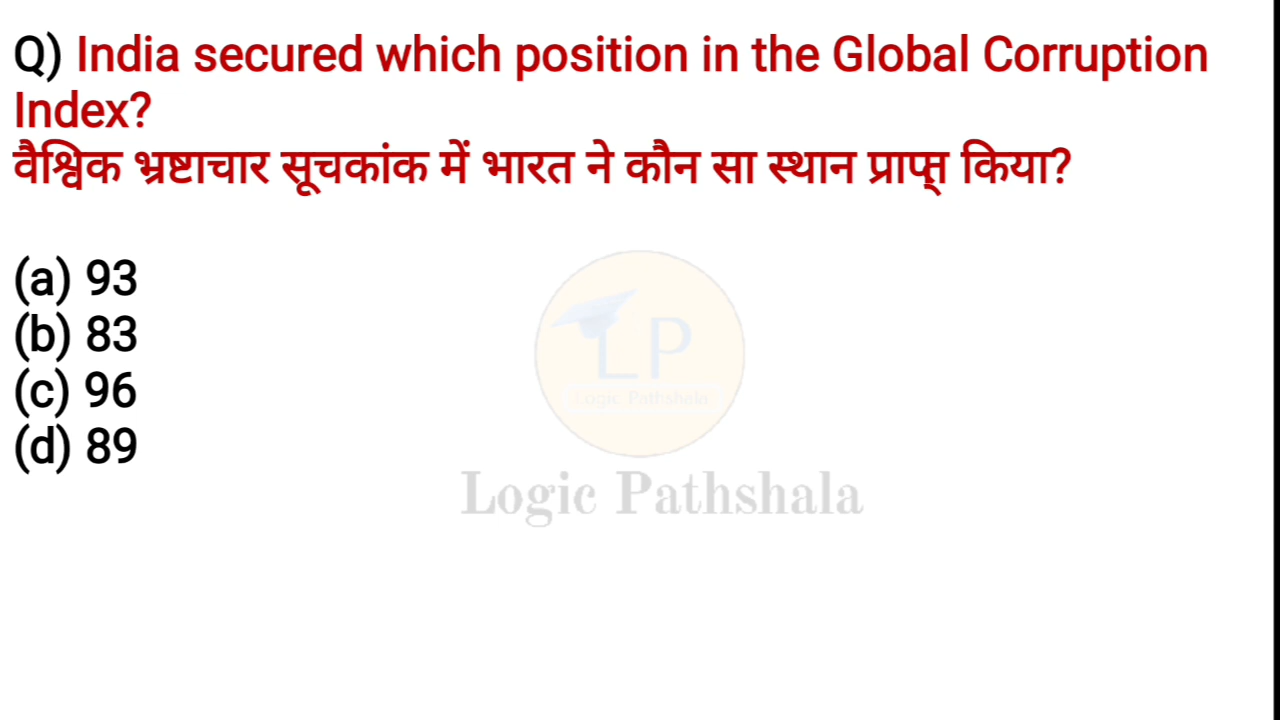 Q) India secured which position in the Global Corruption
Index?
वैश्विक भ्रष्टाचार सूचकांक में भारत ने कौन सा स्थान प्राप्त् किया?
(a) 93
(b) 83
(c) 96
(d) 89
LP
Logic Pathshala
Logic Pathshala